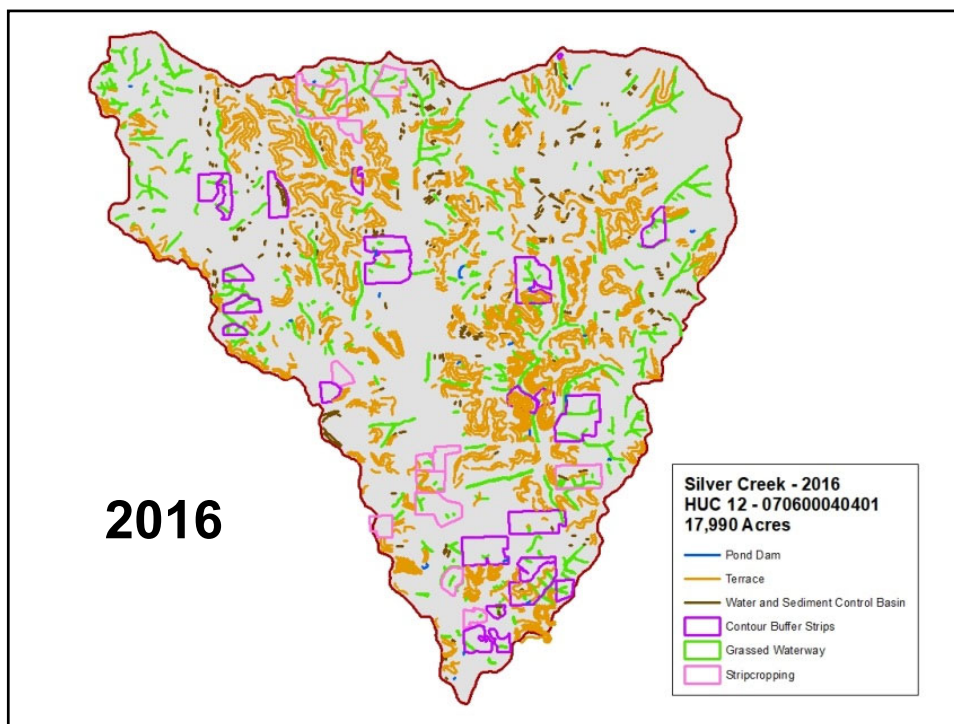 2016
Silver Creek - 2016
HUC 12 - 070600040401
17,990 Acres
Pond Dam
Terrace
Water and Sediment Control Basin
Contour Buffer Strips
Grassed Waterway
Stripcropping